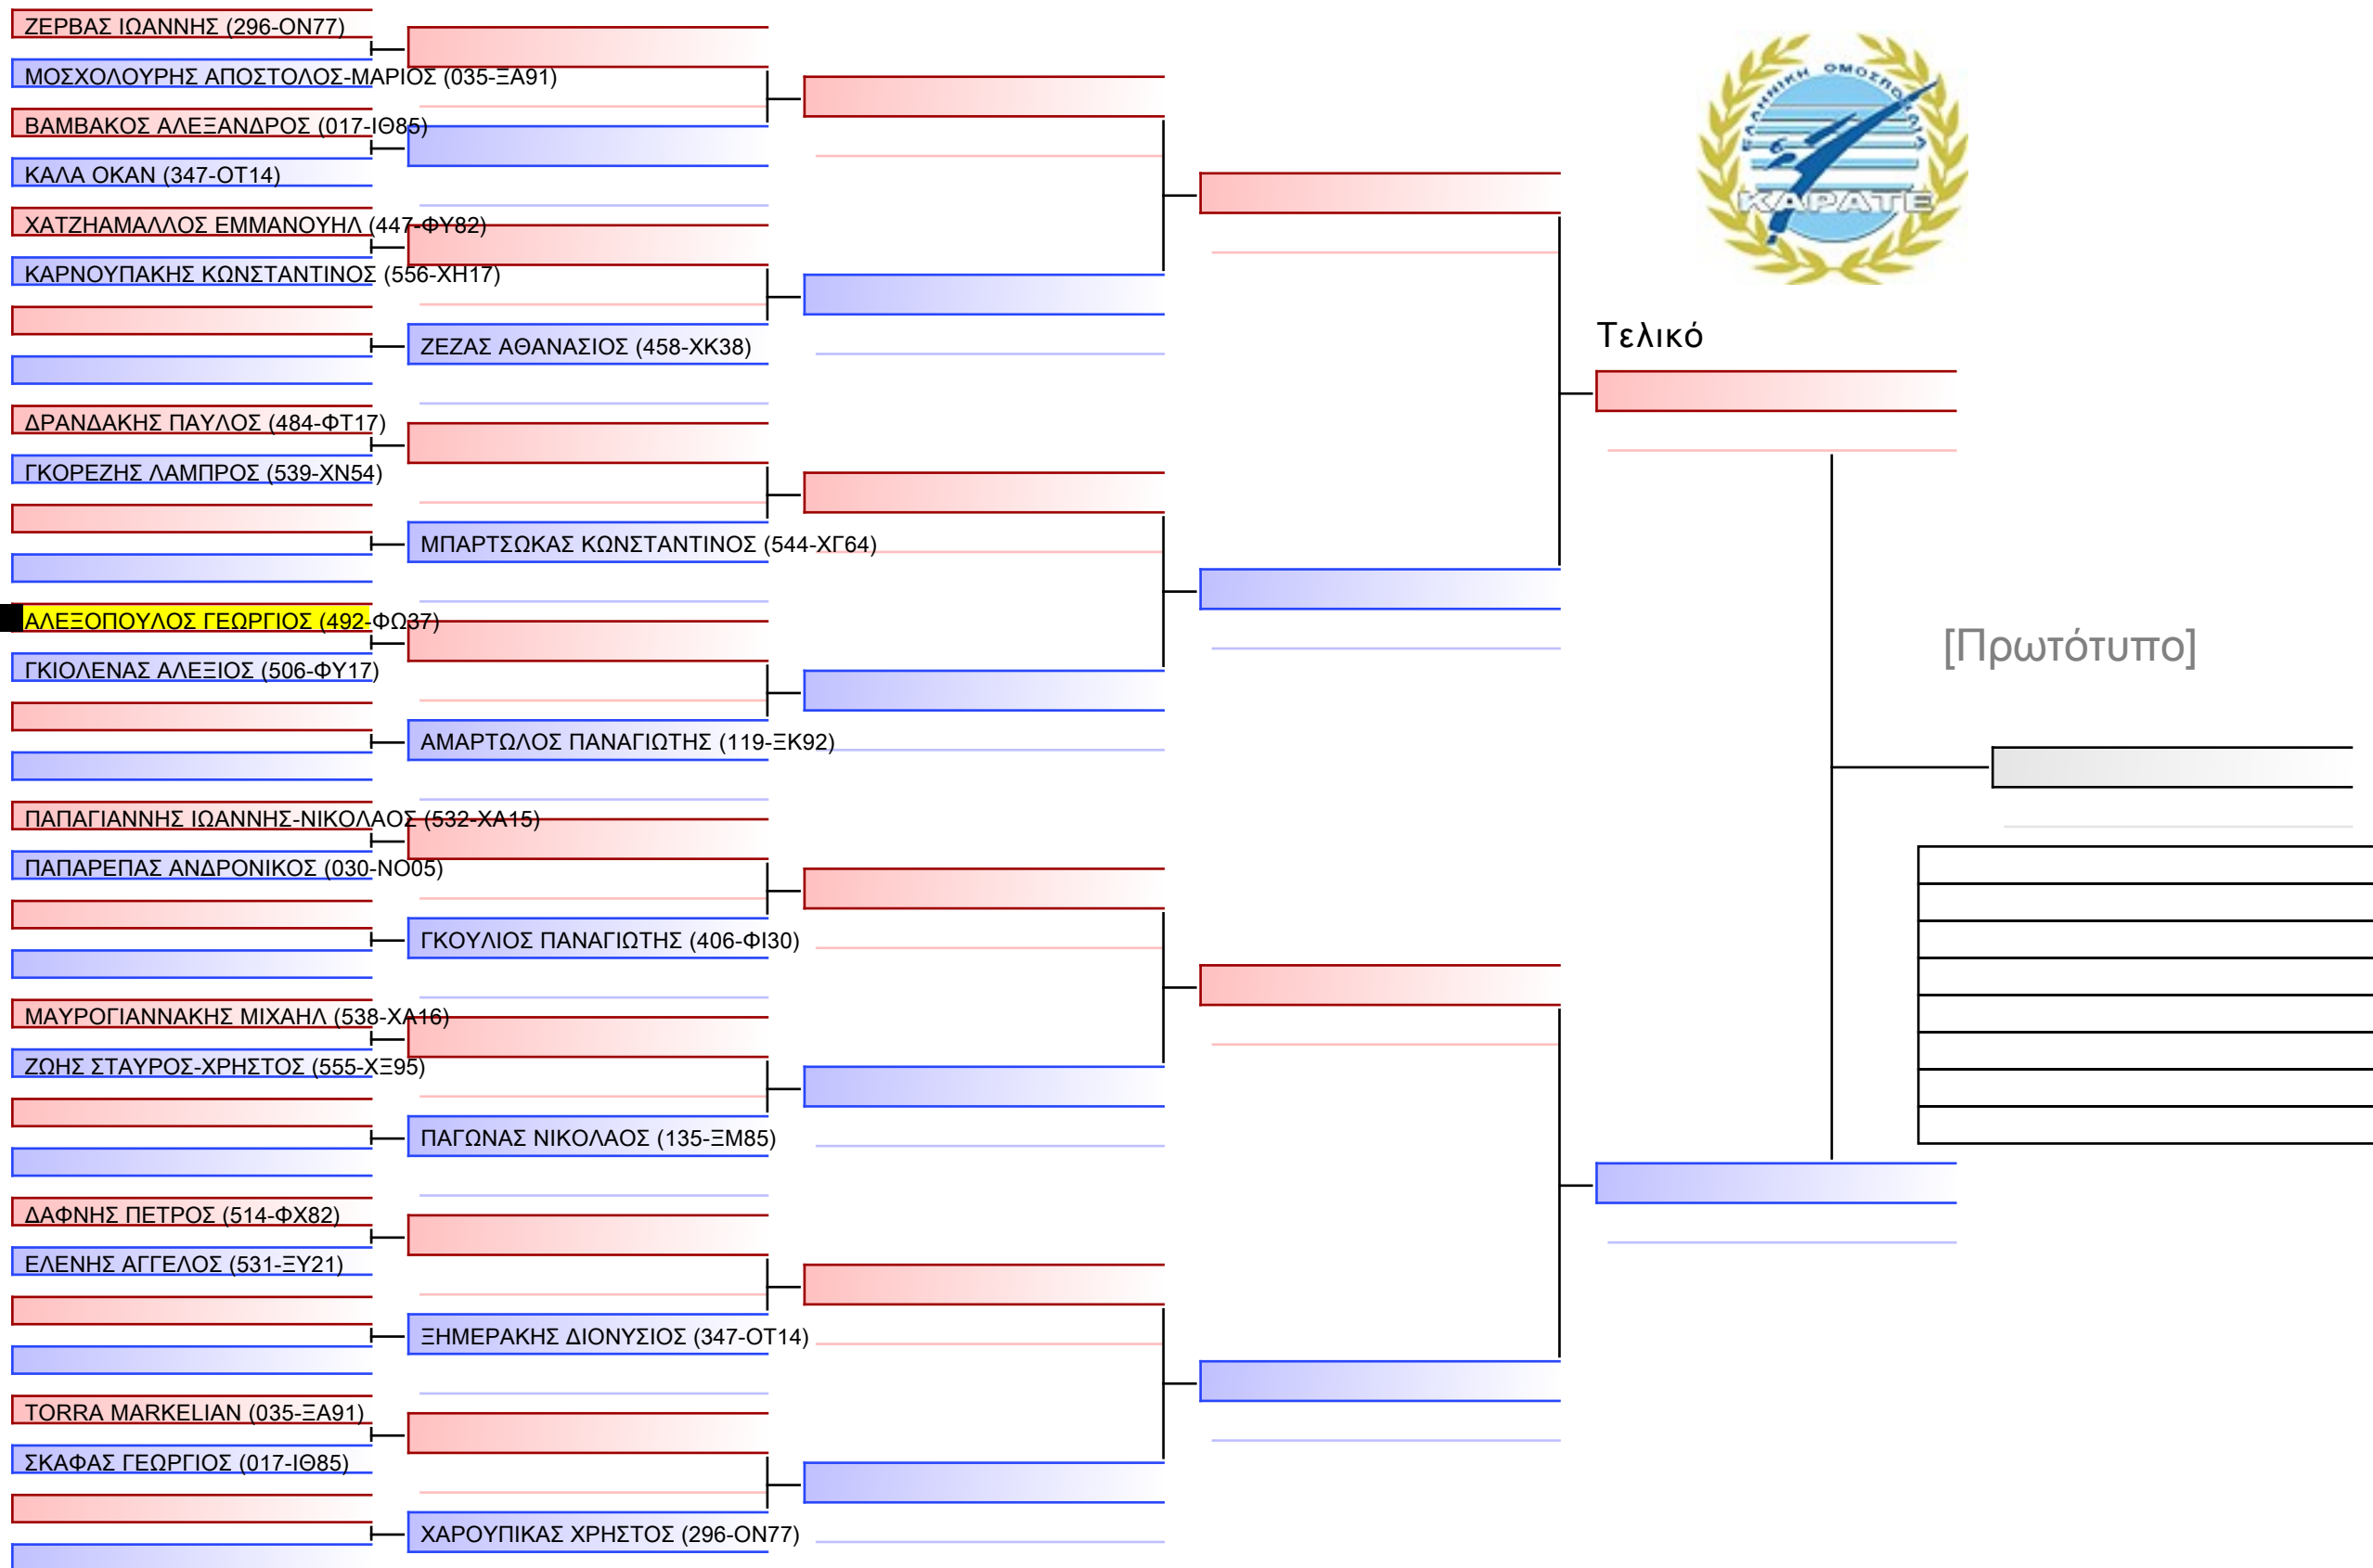 ΖΕΡΒΑΣ ΙΩΑΝΝΗΣ (296-ΟΝ77)
ΜΟΣΧΟΛΟΥΡΗΣ ΑΠΟΣΤΟΛΟΣ-ΜΑΡΙΟΣ (035-ΞΑ91)
ΒΑΜΒΑΚΟΣ ΑΛΕΞΑΝΔΡΟΣ (017-ΙΘ85)
ΚΑΛΑ ΟΚΑΝ (347-ΟΤ14)
ΧΑΤΖΗΑΜΑΛΛΟΣ ΕΜΜΑΝΟΥΗΛ (447-ΦΥ82)
ΚΑΡΝΟΥΠΑΚΗΣ ΚΩΝΣΤΑΝΤΙΝΟΣ (556-ΧΗ17)
ΖΕΖΑΣ ΑΘΑΝΑΣΙΟΣ (458-ΧΚ38)
ΔΡΑΝΔΑΚΗΣ ΠΑΥΛΟΣ (484-ΦΤ17)
ΓΚΟΡΕΖΗΣ ΛΑΜΠΡΟΣ (539-ΧΝ54)
ΜΠΑΡΤΣΩΚΑΣ ΚΩΝΣΤΑΝΤΙΝΟΣ (544-ΧΓ64)
ΑΛΕΞΟΠΟΥΛΟΣ ΓΕΩΡΓΙΟΣ (492-ΦΩ37)
ΓΚΙΟΛΕΝΑΣ ΑΛΕΞΙΟΣ (506-ΦΥ17)
ΑΜΑΡΤΩΛΟΣ ΠΑΝΑΓΙΩΤΗΣ (119-ΞΚ92)
ΠΑΠΑΓΙΑΝΝΗΣ ΙΩΑΝΝΗΣ-ΝΙΚΟΛΑΟΣ (532-ΧΑ15)
ΠΑΠΑΡΕΠΑΣ ΑΝΔΡΟΝΙΚΟΣ (030-ΝΟ05)
ΓΚΟΥΛΙΟΣ ΠΑΝΑΓΙΩΤΗΣ (406-ΦΙ30)
ΜΑΥΡΟΓΙΑΝΝΑΚΗΣ ΜΙΧΑΗΛ (538-ΧΑ16)
ΖΩΗΣ ΣΤΑΥΡΟΣ-ΧΡΗΣΤΟΣ (555-ΧΞ95)
ΠΑΓΩΝΑΣ ΝΙΚΟΛΑΟΣ (135-ΞΜ85)
ΔΑΦΝΗΣ ΠΕΤΡΟΣ (514-ΦΧ82)
ΕΛΕΝΗΣ ΑΓΓΕΛΟΣ (531-ΞΥ21)
ΞΗΜΕΡΑΚΗΣ ΔΙΟΝΥΣΙΟΣ (347-ΟΤ14)
TORRA MARKELIAN (035-ΞΑ91)
ΣΚΑΦΑΣ ΓΕΩΡΓΙΟΣ (017-ΙΘ85)
ΧΑΡΟΥΠΙΚΑΣ ΧΡΗΣΤΟΣ (296-ΟΝ77)
ΕΛΛΗΝΙΚΗ ΟΜΟΣΠΟΝΔΙΑ
ΚΑΡΑΤΕ
Τελικό
[Πρωτότυπο]